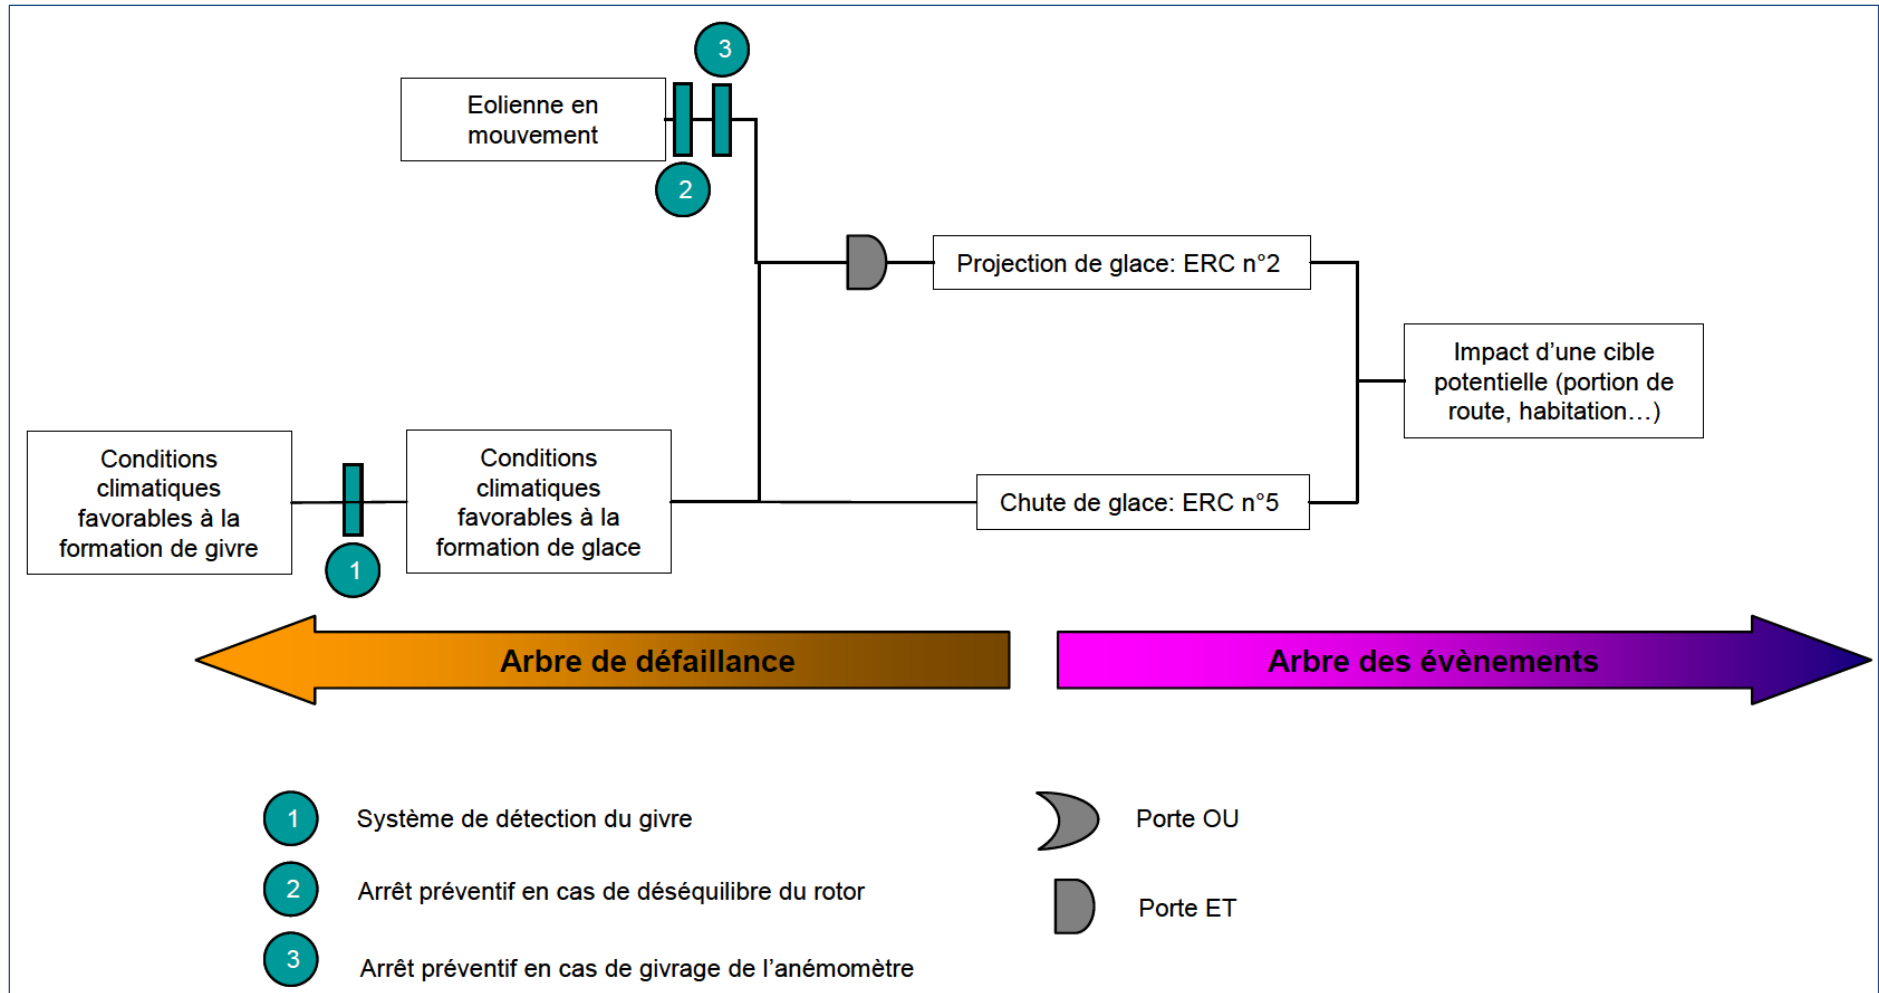 3
Eolienne en
mouvement
2
Projection de glace: ERC n°2
Impact d’une cible
potentielle (portion de
route, habitation…)
Conditions
climatiques
favorables à la
formation de givre
1
Conditions
climatiques
favorables à la
formation de glace
Chute de glace: ERC n°5
Arbre de défaillance
Arbre des évènements
1 Système de détection du givre
Porte OU
2 Arrêt préventif en cas de déséquilibre du rotor
Porte ET
3 Arrêt préventif en cas de givrage de l’anémomètre